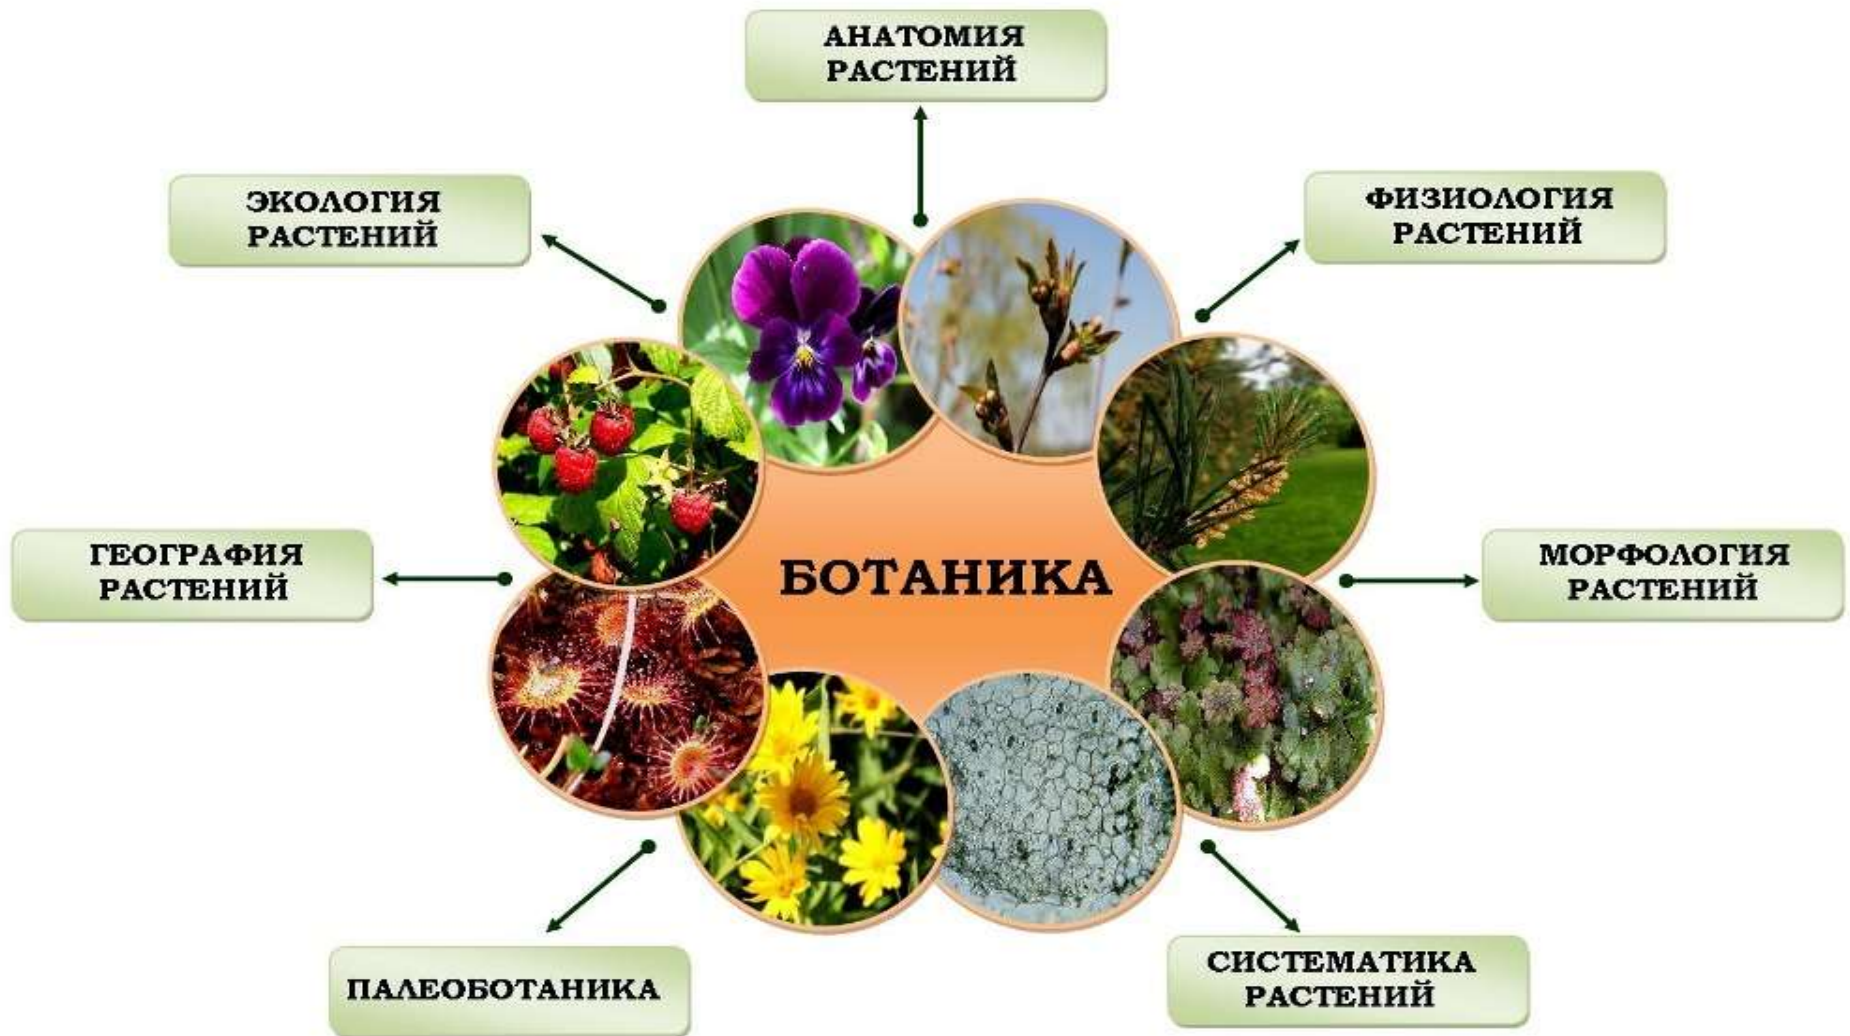 АНАТОМИЯ
РАСТЕНИЙ
ЭКОЛОГИЯ
РАСТЕНИЙ
ФИЗИОЛОГИЯ
РАСТЕНИЙ
ГЕОГРАФИЯ
РАСТЕНИЙ
БОТАНИКА
МОРФОЛОГИЯ
РАСТЕНИЙ
ПАЛЕОБОТАНИКА
СИСТЕМАТИКА
РАСТЕНИЙ